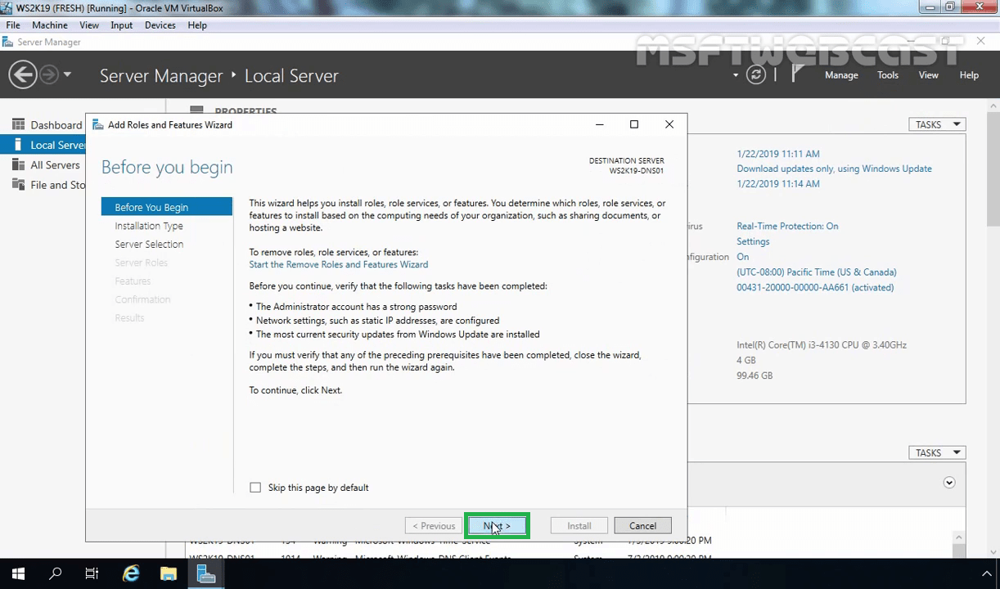 WS2K19 (FRESH) [Running] - Oracle VM VirtualBox
File Machine View Input Devices Help
Server Manager
MSFTWEBCAST
Server Manager ‣ Local Server
Manage Tools View Help
Dashboard
Local Server
All Servers
File and Sto
PROPERTIES
TASKS
Add Roles and Features Wizard
Before you begin
DESTINATION SERVER
WS2K19-DNS01
Before You Begin
Installation Type
Server Selection
Server Roles
Features
Confirmation
Results
This wizard helps you install roles, role services, or features. You determine which roles, role services, or
features to install based on the computing needs of your organization, such as sharing documents, or
hosting a website.
To remove roles, role services, or features:
Start the Remove Roles and Features Wizard
Before you continue, verify that the following tasks have been completed:
• The Administrator account has a strong password
• Network settings, such as static IP addresses, are configured
• The most current security updates from Windows Update are installed
If you must verify that any of the preceding prerequisites have been completed, close the wizard,
complete the steps, and then run the wizard again.
To continue, click Next.
Skip this page by default
< Previous
Next >
Install
Cancel
1/22/2019 11:11 AM
Download updates only, using Windows Update
1/22/2019 11:14 AM
irus
Real-Time Protection: On
Settings
figuration
On
(UTC-08:00) Pacific Time (US & Canada)
00431-20000-00000-AA661 (activated)
Intel(R) Core(TM) i3-4130 CPU @ 3.40GHz
4 GB
99.46 GB
TASKS